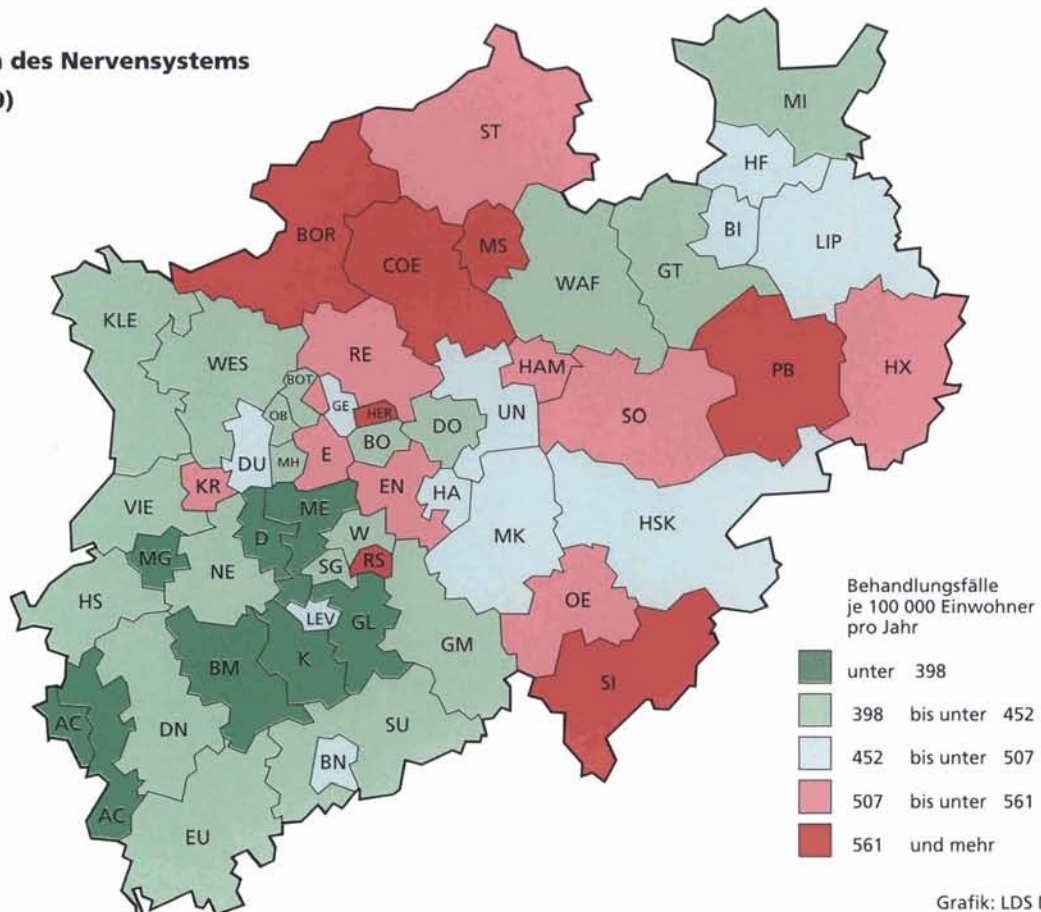 des Nervensystems
ST
MI
HF
BI
LIP
BOR
COE
MS
WAF
GT
KLE
WES
RE
HAM
PB
HX
BOT
GE
HER
UN
SO
OB
DO
BO
DU
MH
E
EN
HA
KR
VIE
ME
MK
HSK
D
W
MG
NE
SG
RS
HS
OE
LEV
GL
BM
K
GM
SI
AC
DN
SU
BN
AC
EU
Behandlungsfälle
je 100 000 Einwohner
pro Jahr
unter 398
398 bis unter 452
452 bis unter 507
507 bis unter 561
561 und mehr
Grafik: LDS